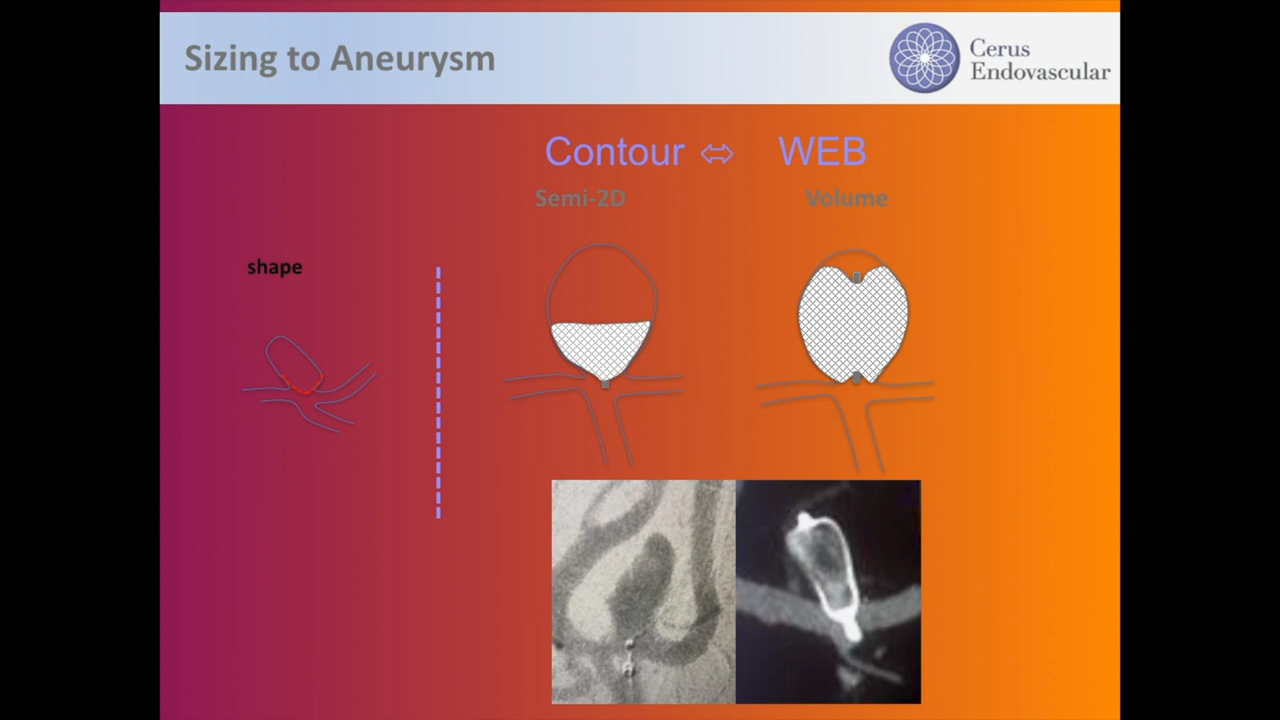 Sizing to Aneurysm
Cerus
Endovascular
Contour ⬄ WEB
Semi-2D
Volume
shape